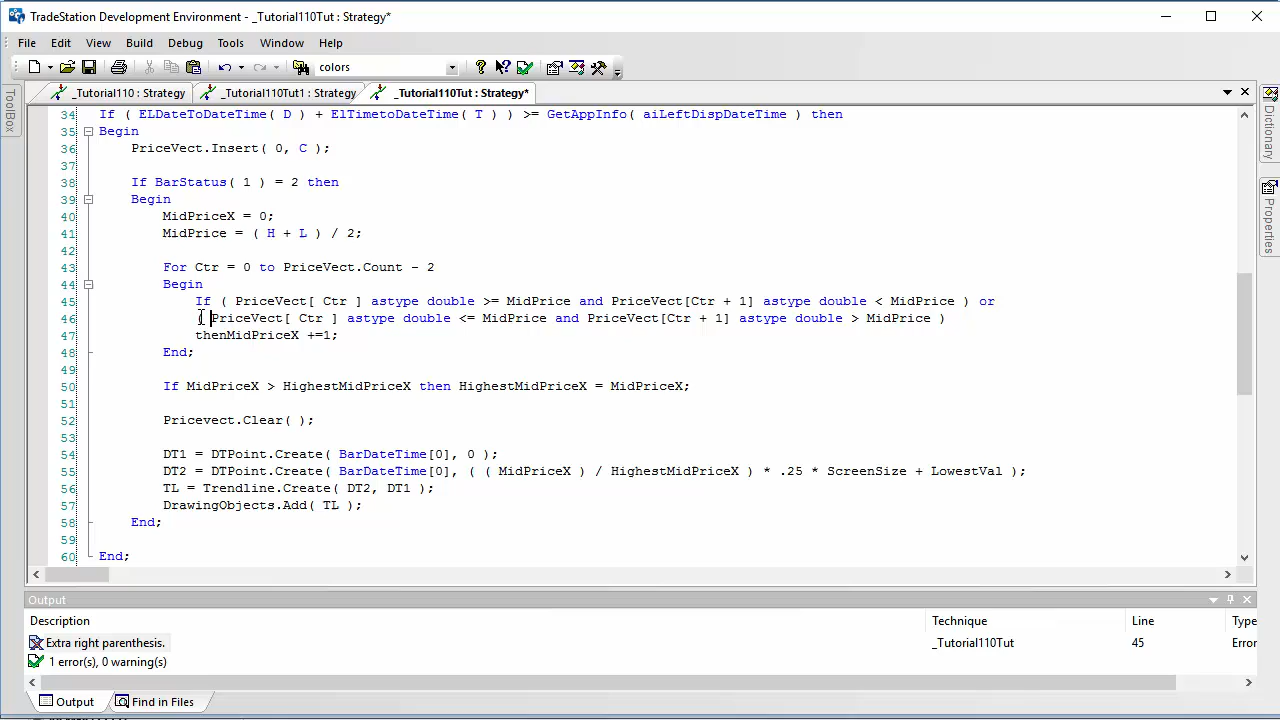 TradeStation Development Environment - _Tutorial110Tut : Strategy*
File Edit View Build Debug Tools Window Help
colors
_Tutorial110 : Strategy _Tutorial110Tut1 : Strategy _Tutorial110Tut : Strategy*
ToolBox
Dictionary
Properties
34 If ( ELDateToDateTime( D ) + ElTimetoDateTime( T ) ) >= GetAppInfo( aiLeftDispDateTime ) then
35 Begin
36 PriceVect.Insert( 0, C );
37
38 If BarStatus( 1 ) = 2 then
39 Begin
40 MidPriceX = 0;
41 MidPrice = ( H + L ) / 2;
42
43 For Ctr = 0 to PriceVect.Count - 2
44 Begin
45 If ( PriceVect[ Ctr ] astype double >= MidPrice and PriceVect[Ctr + 1] astype double < MidPrice ) or
46 ( PriceVect[ Ctr ] astype double <= MidPrice and PriceVect[Ctr + 1] astype double > MidPrice )
47 thenMidPriceX +=1;
48 End;
49
50 If MidPriceX > HighestMidPriceX then HighestMidPriceX = MidPriceX;
51
52 Pricevect.Clear( );
53
54 DT1 = DTPoint.Create( BarDateTime[0], 0 );
55 DT2 = DTPoint.Create( BarDateTime[0], ( ( MidPriceX ) / HighestMidPriceX ) * .25 * ScreenSize + LowestVal );
56 TL = Trendline.Create( DT2, DT1 );
57 DrawingObjects.Add( TL );
58 End;
59
60 End;
Output
Description Technique Line Type
Extra right parenthesis. _Tutorial110Tut 45 Error
1 error(s), 0 warning(s)
Output Find in Files